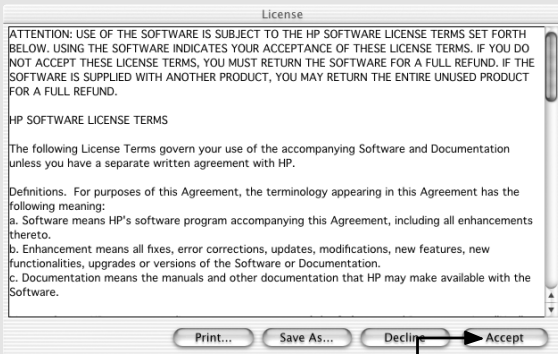 License
ATTENTION: USE OF THE SOFTWARE IS SUBJECT TO THE HP SOFTWARE LICENSE TERMS SET FORTH
BELOW. USING THE SOFTWARE INDICATES YOUR ACCEPTANCE OF THESE LICENSE TERMS. IF YOU DO
NOT ACCEPT THESE LICENSE TERMS, YOU MUST RETURN THE SOFTWARE FOR A FULL REFUND. IF THE
SOFTWARE IS SUPPLIED WITH ANOTHER PRODUCT, YOU MAY RETURN THE ENTIRE UNUSED PRODUCT
FOR A FULL REFUND.
HP SOFTWARE LICENSE TERMS
The following License Terms govern your use of the accompanying Software and Documentation
unless you have a separate written agreement with HP.
Definitions. For purposes of this Agreement, the terminology appearing in this Agreement has the
following meaning:
a. Software means HP's software program accompanying this Agreement, including all enhancements
thereto.
b. Enhancement means all fixes, error corrections, updates, modifications, new features, new
functionalities, upgrades or versions of the Software or Documentation.
c. Documentation means the manuals and other documentation that HP may make available with the
Software.
Print... Save As... Decline Accept